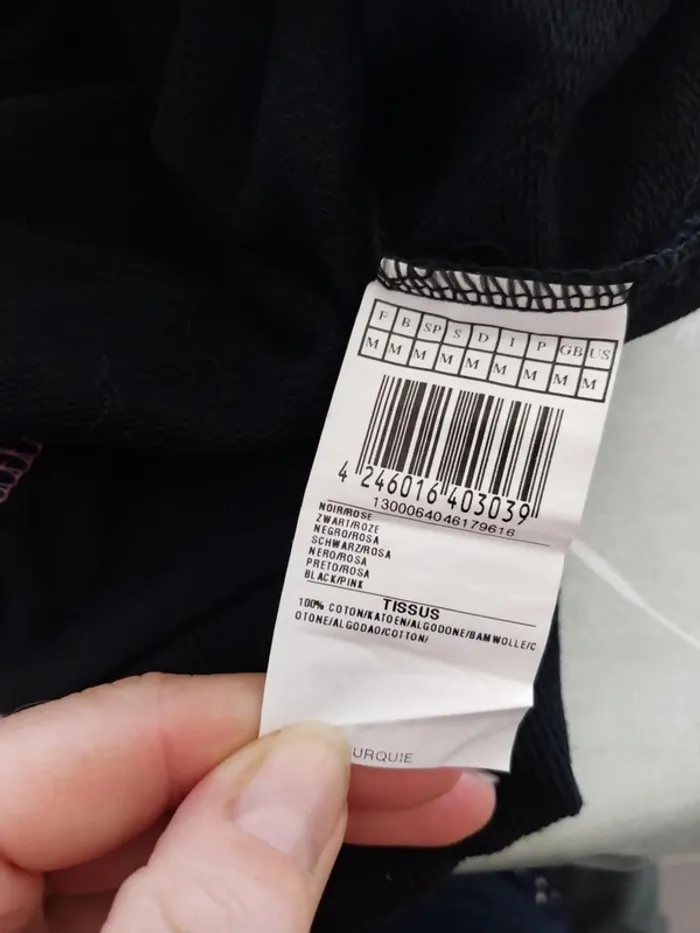 F B SP S D I P GB US
M M M M M M M M M
4 246016 403039
1300064046179616
NOIR/ROSE
ZWART/ROZE
NEGRO/ROSA
SCHWARZ/ROSA
NERO/ROSA
PRETO/ROSA
BLACK/PINK
TISSUS
100% COTON/KATOEN/ALGODONE/BAMWOLLE/C
OTONE/ALGODAO/COTTON/
URQUIE